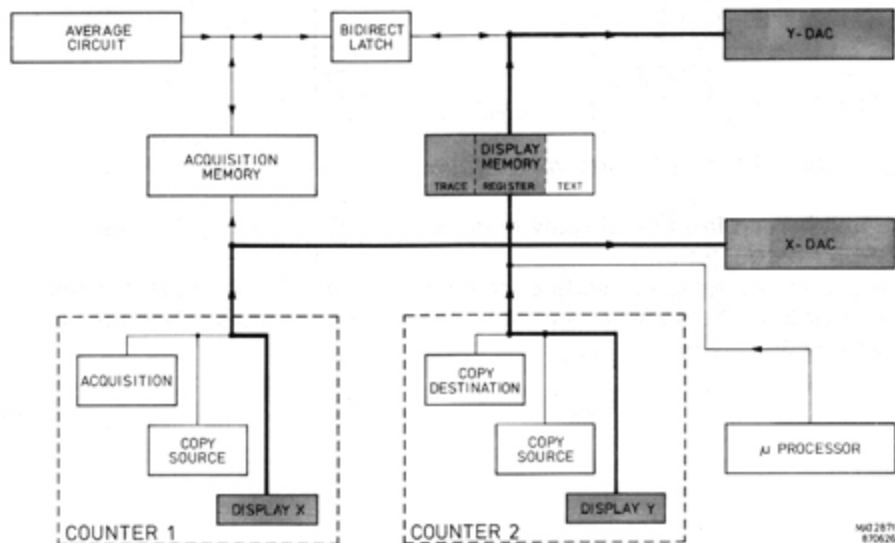 AVERAGE
CIRCUIT
BIDIRECT
LATCH
Y-DAC
ACQUISITION
MEMORY
DISPLAY
MEMORY
TRACE REGISTER TEXT
X-DAC
ACQUISITION
COPY
SOURCE
DISPLAY X
COUNTER 1
COPY
DESTINATION
COPY
SOURCE
DISPLAY Y
COUNTER 2
μ PROCESSOR